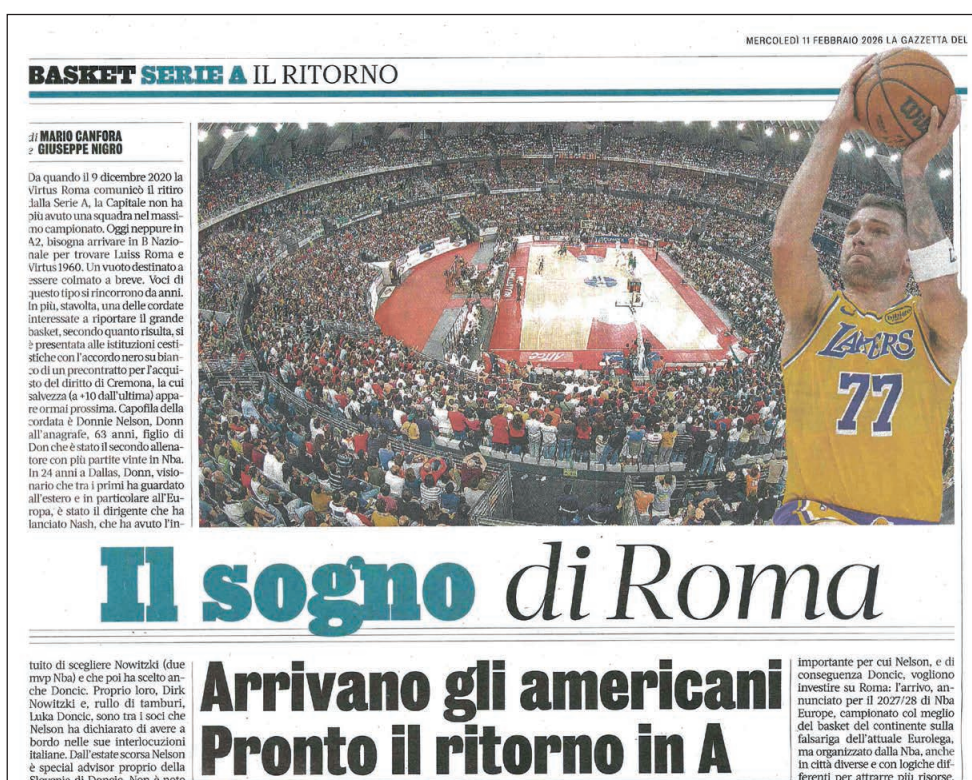 MERCOLEDÌ 11 FEBBRAIO 2026 LA GAZZETTA DEL
BASKET SERIE A IL RITORNO
di MARIO CANFORA
e GIUSEPPE NIGRO
Da quando il 9 dicembre 2020 la
Virtus Roma comunicò il ritiro
dalla Serie A, la Capitale non ha
più avuto una squadra nel massi-
mo campionato. Oggi neppure in
A2, bisogna arrivare in B Nazio-
nale per trovare Luiss Roma e
Virtus 1960. Un vuoto destinato a
essere colmato a breve. Voci di
questo tipo si rincorrono da anni.
In più, stavolta, una delle cordate
interessate a riportare il grande
basket, secondo quanto risulta, si
è presentata alle istituzioni cesti-
stiche con l'accordo nero su bian-
co di un precontratto per l'acqui-
sto del diritto di Cremona, la cui
salvezza (a +10 dall'ultima) appa-
re ormai prossima. Capofila della
cordata è Donnie Nelson, Donn
all'anagrafe, 63 anni, figlio di
Don che è stato il secondo allena-
tore con più partite vinte in Nba.
In 24 anni a Dallas, Donn, visio-
nario che tra i primi ha guardato
all'estero e in particolare all'Eu-
ropa, è stato il dirigente che ha
lanciato Nash, che ha avuto l'in-
Wilson
bibigo
LAKERS
77
Il sogno di Roma
tuito di scegliere Nowitzki (due
mvp Nba) e che poi ha scelto an-
che Doncic. Proprio loro, Dirk
Nowitzki e, rullo di tamburi,
Luka Doncic, sono tra i soci che
Nelson ha dichiarato di avere a
bordo nelle sue interlocuzioni
italiane. Dall'estate scorsa Nelson
è special advisor proprio della
Slovenia di Doncic. Non è noto
Arrivano gli americani
Pronto il ritorno in A
importante per cui Nelson, e di
conseguenza Doncic, vogliono
investire su Roma: l'arrivo, an-
nunciato per il 2027/28 di Nba
Europe, campionato col meglio
del basket del continente sulla
falsariga dell'attuale Eurolega,
ma organizzato dalla Nba, anche
in città diverse e con logiche dif-
ferenti per attrarre più risorse.